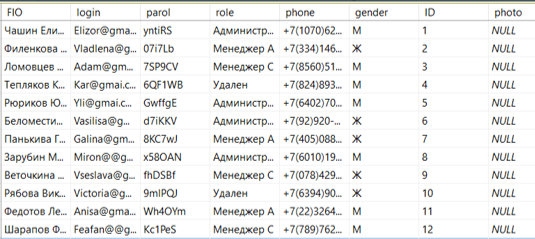 FIO login parol role phone gender ID photo
Чашин Ели... Elizor@gma... yntiRS Администр... +7(1070)62... М 1 NULL
Филенкова ... Vladlena@g... 07i7Lb Менеджер А +7(334)146... Ж 2 NULL
Ломовцев ... Adam@gm... 7SP9CV Менеджер С +7(8560)51... М 3 NULL
Тепляков К... Kar@gmai.c... 6QF1WB Удален +7(824)893... М 4 NULL
Рюриков Ю... Yli@gmai.c... GwffgE Администр... +7(6402)70... М 5 NULL
Беломести... Vasilisa@g... d7iKKV Администр... +7(92)920-... Ж 6 NULL
Панькива Г... Galina@gm... 8KC7wJ Менеджер А +7(405)088... Ж 7 NULL
Зарубин М... Miron@@g... x58OAN Администр... +7(6010)19... М 8 NULL
Веточкина ... Vseslava@g... fhDSBf Менеджер С +7(078)429... Ж 9 NULL
Рябова Вик... Victoria@g... 9mlPQJ Удален +7(6394)90... Ж 10 NULL
Федотов Ле... Anisa@gma... Wh4OYm Менеджер А +7(22)3264... М 11 NULL
Шарапов Ф... Feafan@@g... Kc1PeS Менеджер С +7(789)762... М 12 NULL